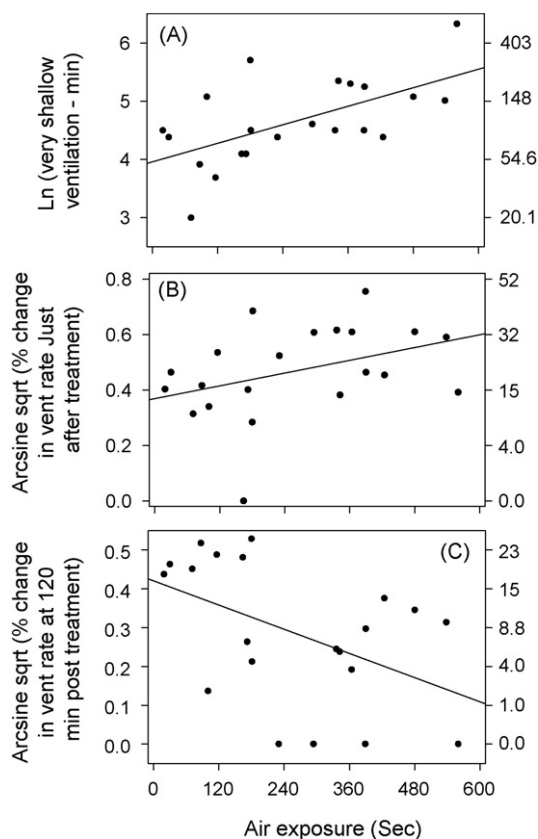 (A)
Ln (very shallow
ventilation - min)
6
5
4
3
403
148
54.6
20.1
(B)
Arcsine sqrt (% change
in vent rate Just
after treatment)
0.8
0.6
0.4
0.2
0.0
52
32
15
4.0
0.0
(C)
Arcsine sqrt (% change
in vent rate at 120
min post treatment)
0.5
0.4
0.3
0.2
0.1
0.0
23
15
8.8
4.0
1.0
0.0
0 120 240 360 480 600
Air exposure (Sec)